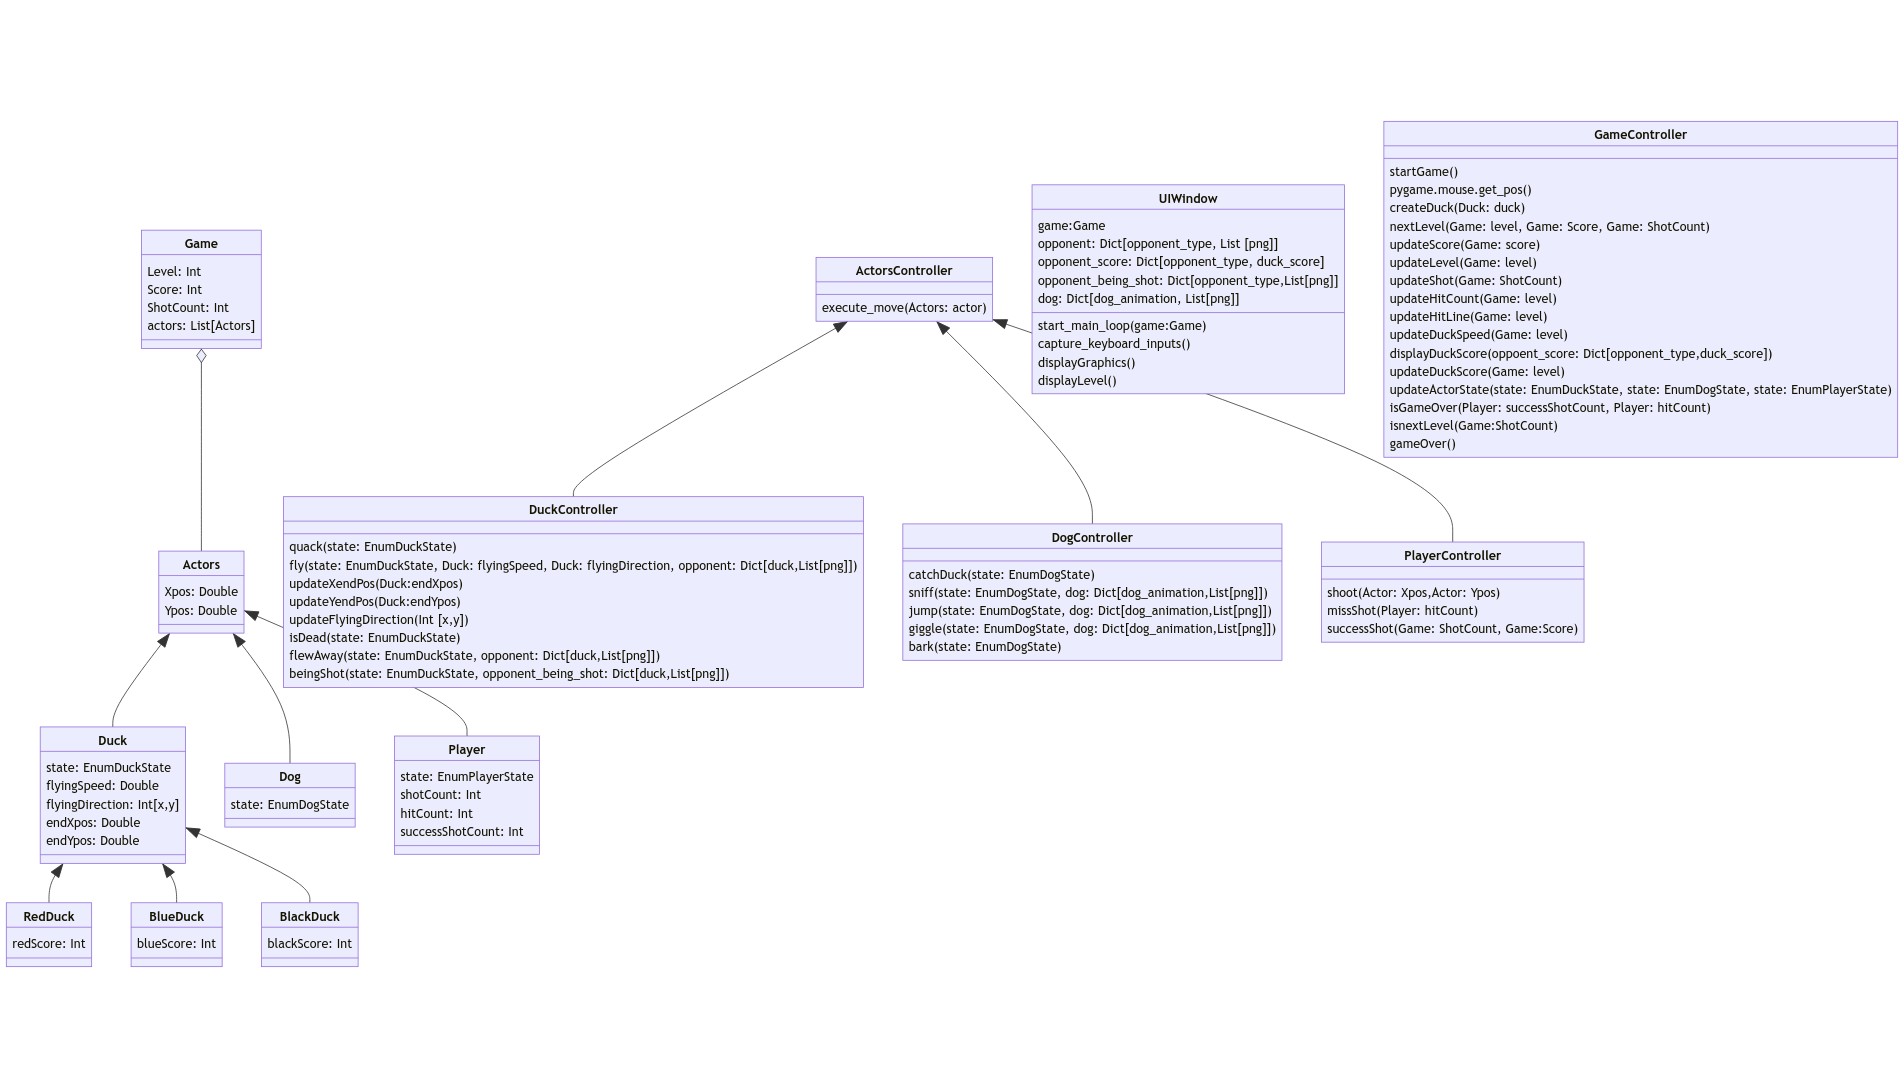 Game
Level: Int
Score: Int
ShotCount: Int
actors: List[Actors]
Actors
Xpos: Double
Ypos: Double
Duck
state: EnumDuckState
flyingSpeed: Double
flyingDirection: Int[x,y]
endXpos: Double
endYpos: Double
Dog
state: EnumDogState
Player
state: EnumPlayerState
shotCount: Int
hitCount: Int
successShotCount: Int
RedDuck
redScore: Int
BlueDuck
blueScore: Int
BlackDuck
blackScore: Int
ActorsController
execute_move(Actors: actor)
DuckController
quack(state: EnumDuckState)
fly(state: EnumDuckState, Duck: flyingSpeed, Duck: flyingDirection, opponent: Dict[duck,List[png]])
updateXendPos(Duck:endXpos)
updateYendPos(Duck:endYpos)
updateFlyingDirection(Int [x,y])
isDead(state: EnumDuckState)
flewAway(state: EnumDuckState, opponent: Dict[duck,List[png]])
beingShot(state: EnumDuckState, opponent_being_shot: Dict[duck,List[png]])
DogController
catchDuck(state: EnumDogState)
sniff(state: EnumDogState, dog: Dict[dog_animation,List[png]])
jump(state: EnumDogState, dog: Dict[dog_animation,List[png]])
giggle(state: EnumDogState, dog: Dict[dog_animation,List[png]])
bark(state: EnumDogState)
PlayerController
shoot(Actor: Xpos,Actor: Ypos)
missShot(Player: hitCount)
successShot(Game: ShotCount, Game:Score)
UIWindow
game:Game
opponent: Dict[opponent_type, List [png]]
opponent_score: Dict[opponent_type, duck_score]
opponent_being_shot: Dict[opponent_type,List[png]]
dog: Dict[dog_animation, List[png]]
start_main_loop(game:Game)
capture_keyboard_inputs()
displayGraphics()
displayLevel()
GameController
startGame()
pygame.mouse.get_pos()
createDuck(Duck: duck)
nextLevel(Game: level, Game: Score, Game: ShotCount)
updateScore(Game: score)
updateLevel(Game: level)
updateShot(Game: ShotCount)
updateHitCount(Game: level)
updateHitLine(Game: level)
updateDuckSpeed(Game: level)
displayDuckScore(oppoent_score: Dict[opponent_type,duck_score])
updateDuckScore(Game: level)
updateActorState(state: EnumDuckState, state: EnumDogState, state: EnumPlayerState)
isGameOver(Player: successShotCount, Player: hitCount)
isnextLevel(Game:ShotCount)
gameOver()